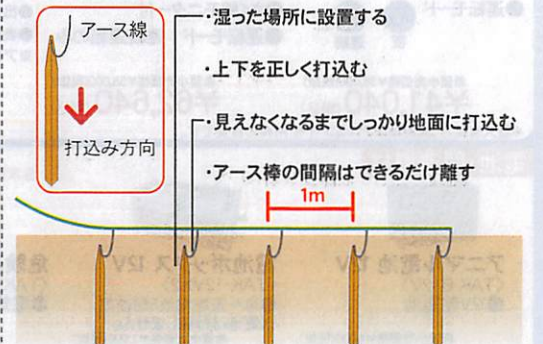 アース線
打込み方向
・湿った場所に設置する
・上下を正しく打込む
・見えなくなるまでしっかり地面に打込む
・アース棒の間隔はできるだけ離す
1m